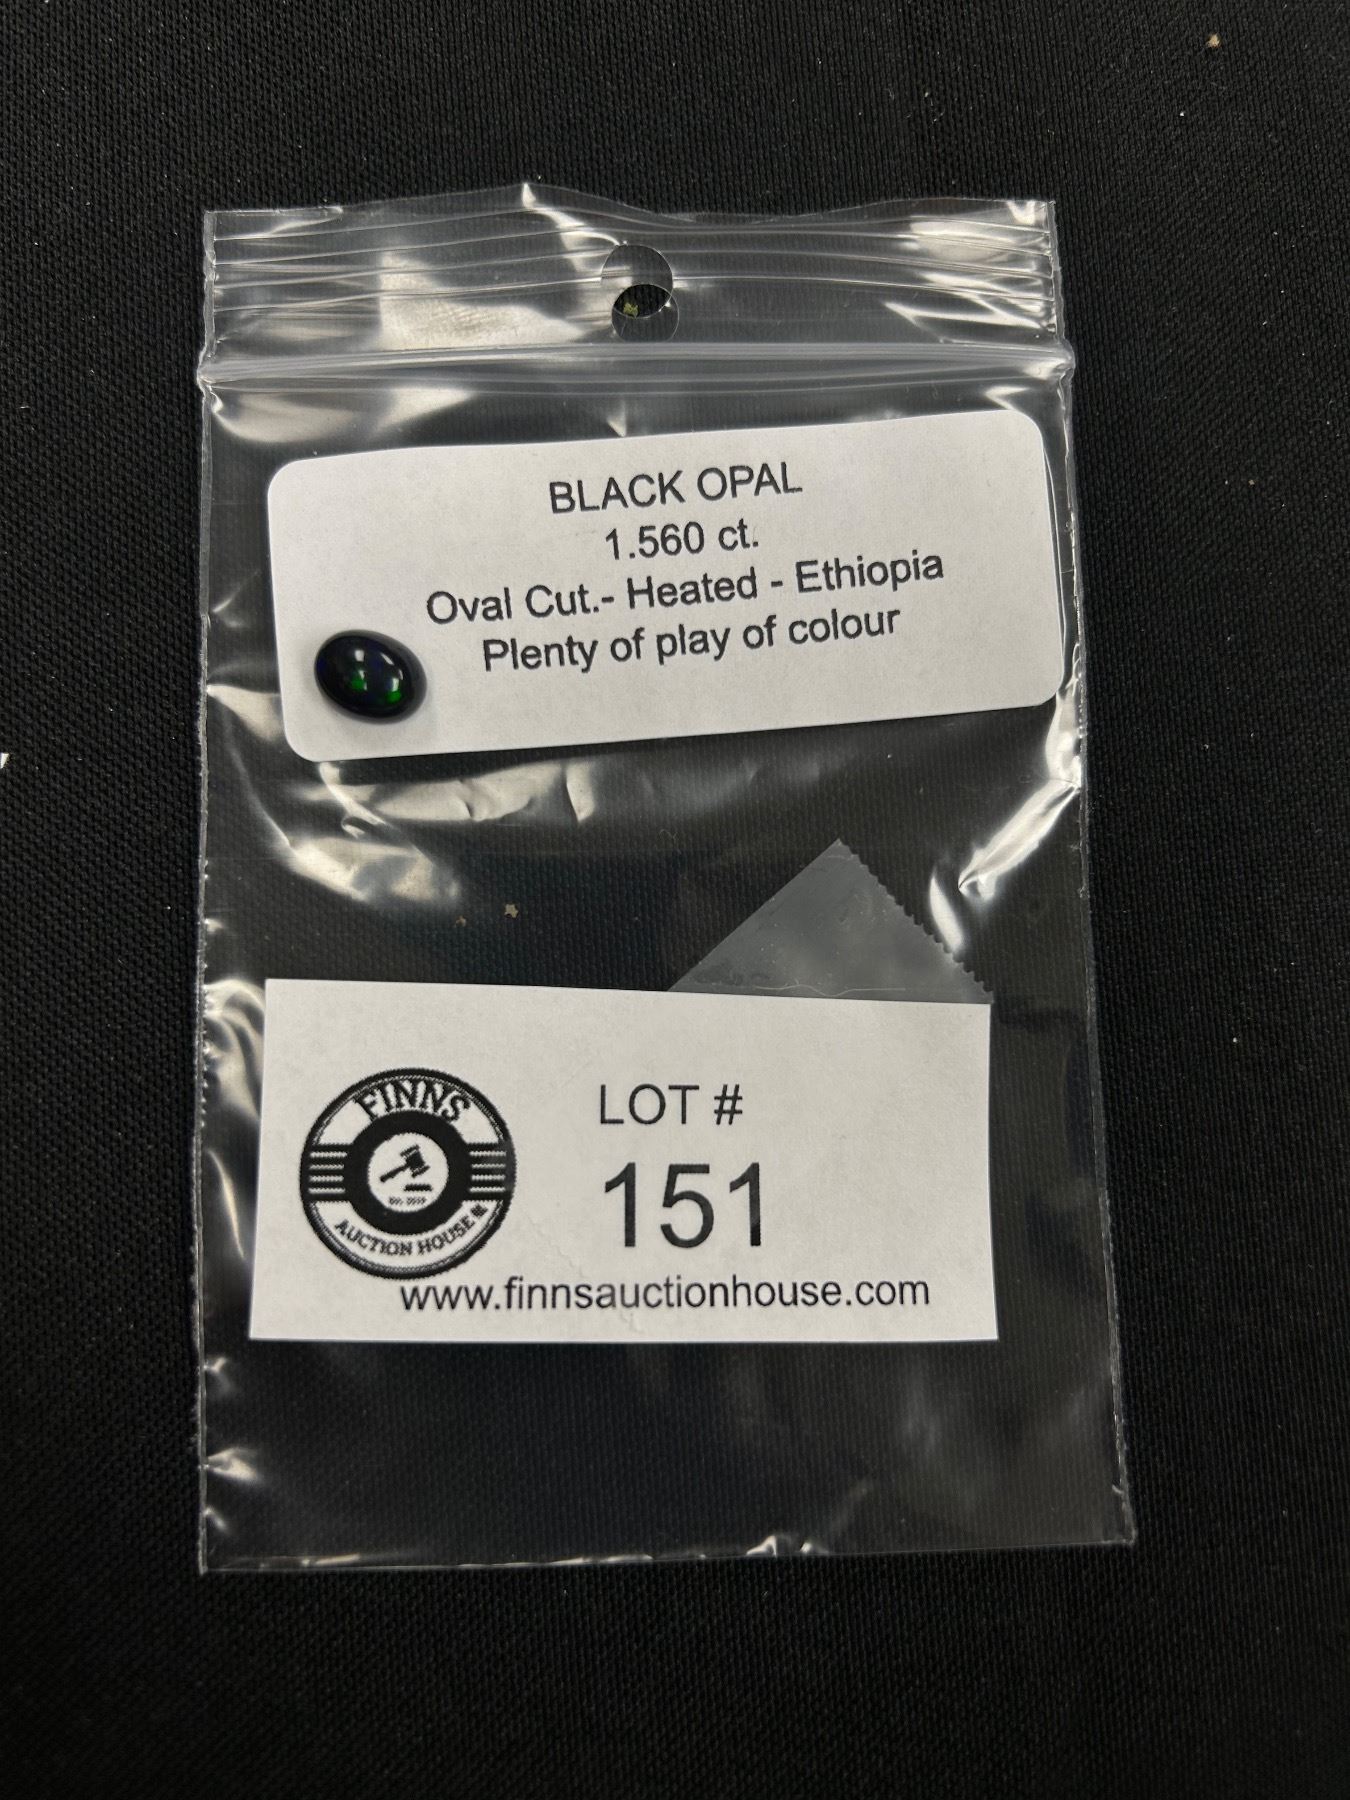 BLACK OPAL
1.560 ct.
Oval Cut.- Heated - Ethiopia
Plenty of play of colour
FINNS
AUCTION HOUSE
LOT #
151
www.finnsauctionhouse.com